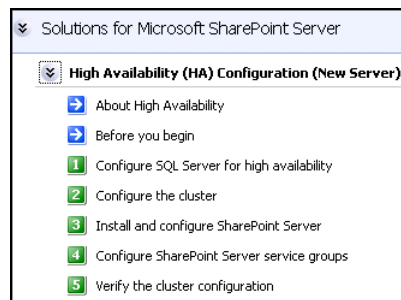 Solutions for Microsoft SharePoint Server
High Availability (HA) Configuration (New Server)
About High Availability
Before you begin
1 Configure SQL Server for high availability
2 Configure the cluster
3 Install and configure SharePoint Server
4 Configure SharePoint Server service groups
5 Verify the cluster configuration